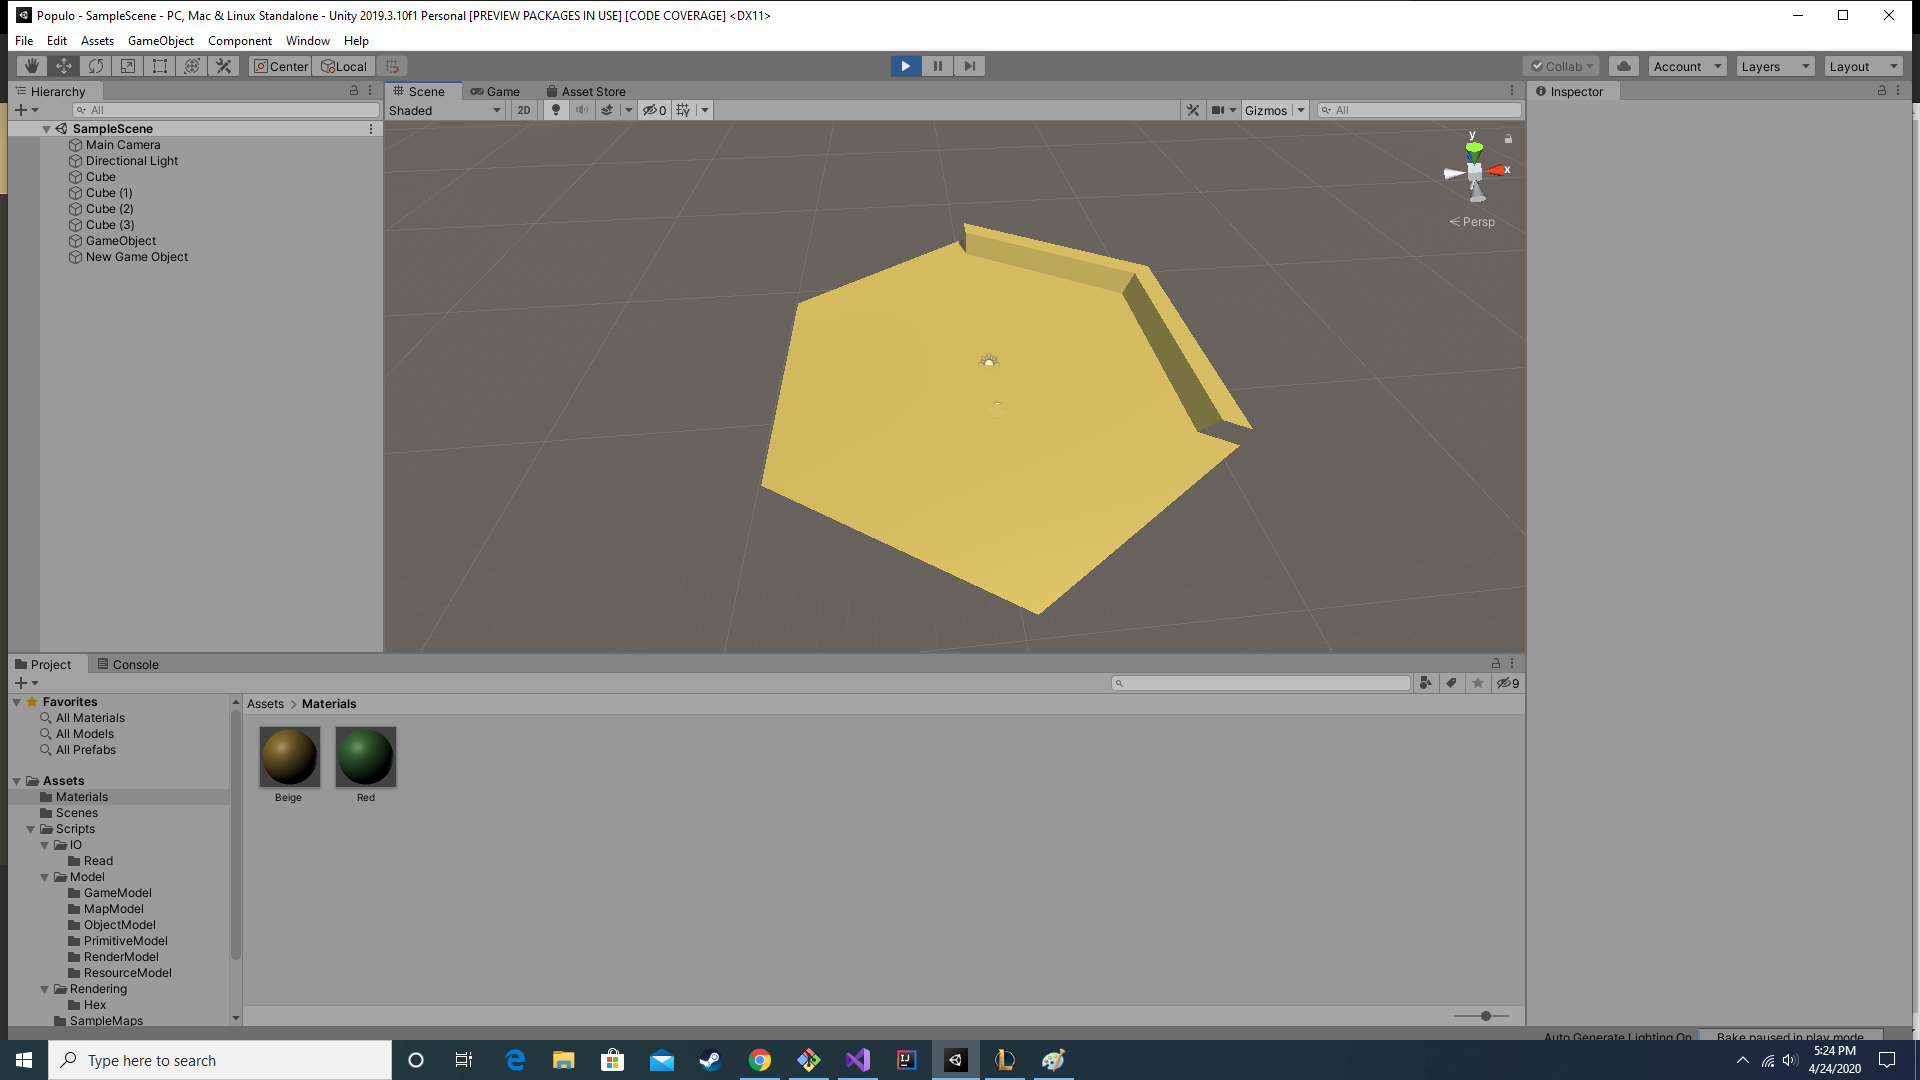 Populo - SampleScene - PC, Mac & Linux Standalone - Unity 2019.3.10f1 Personal [PREVIEW PACKAGES IN USE] [CODE COVERAGE] <DX11>
File Edit Assets GameObject Component Window Help
Center Local Collab Account Layers Layout
Hierarchy
All
SampleScene
Main Camera
Directional Light
Cube
Cube (1)
Cube (2)
Cube (3)
GameObject
New Game Object
Scene Game Asset Store
Shaded 2D 0 Gizmos All
y
x
Persp
Inspector
Project Console
9
Favorites
All Materials
All Models
All Prefabs
Assets
Materials
Scenes
Scripts
IO
Read
Model
GameModel
MapModel
ObjectModel
PrimitiveModel
RenderModel
ResourceModel
Rendering
Hex
SampleMaps
Assets > Materials
Beige Red
Auto Generate Lighting On Bake paused in play mode
Type here to search
5:24 PM
4/24/2020